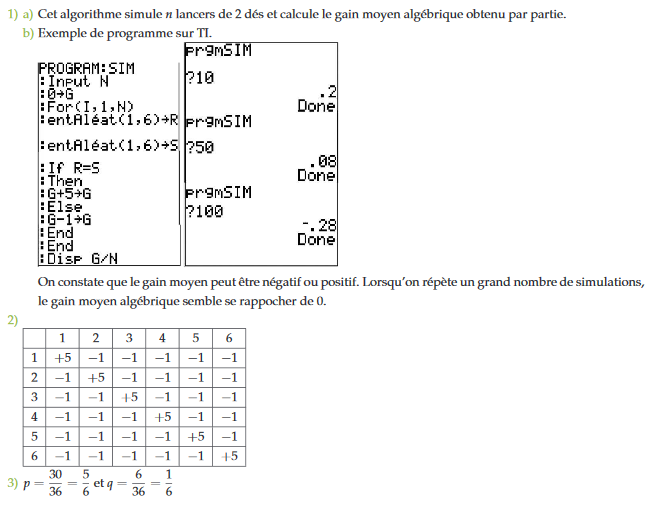 1) a) Cet algorithme simule n lancers de 2 dés et calcule le gain moyen algébrique obtenu par partie.
b) Exemple de programme sur TI.
PROGRAM:SIM
:Input N
:0→G
:For(I,1,N)
:entAléat(1,6)→R
:entAléat(1,6)→S
:If R=S
:Then
:G+5→G
:Else
:G-1→G
:End
:End
:Disp G/N
prgmSIM
?10
.2
Done
prgmSIM
?50
.08
Done
prgmSIM
?100
-.28
Done
On constate que le gain moyen peut être négatif ou positif. Lorsqu'on répète un grand nombre de simulations,
le gain moyen algébrique semble se rappocher de 0.
2)
1 2 3 4 5 6
1 +5 −1 −1 −1 −1 −1
2 −1 +5 −1 −1 −1 −1
3 −1 −1 +5 −1 −1 −1
4 −1 −1 −1 +5 −1 −1
5 −1 −1 −1 −1 +5 −1
6 −1 −1 −1 −1 −1 +5
3) p = 30/36 = 5/6 et q = 6/36 = 1/6